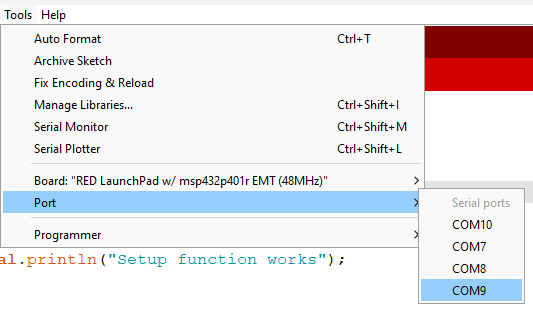 Tools Help
Auto Format Ctrl+T
Archive Sketch
Fix Encoding & Reload
Manage Libraries... Ctrl+Shift+I
Serial Monitor Ctrl+Shift+M
Serial Plotter Ctrl+Shift+L
Board: "RED LaunchPad w/ msp432p401r EMT (48MHz)"
Port
Serial ports
COM10
COM7
COM8
COM9
Programmer
al.println("Setup function works");